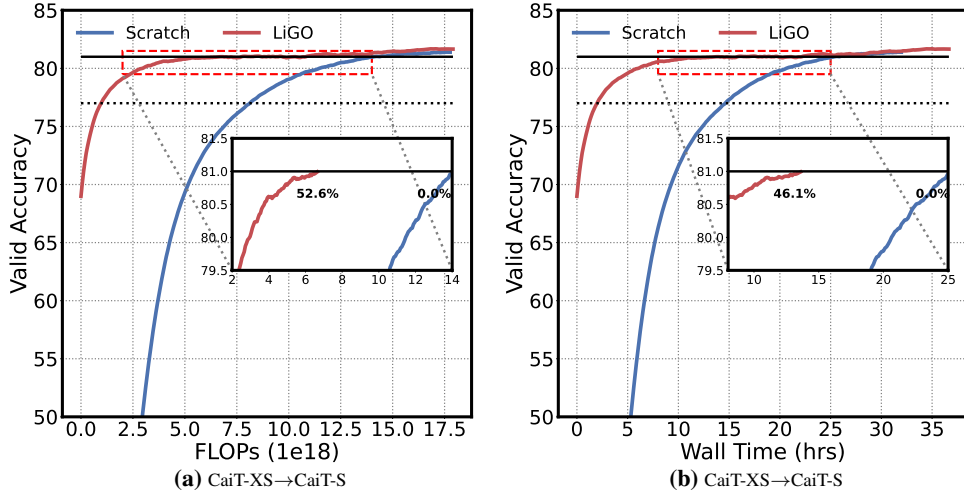 Scratch LiGO
Valid Accuracy
80
75
70
65
60
55
50
81.5
81.0
80.5
80.0
79.5
52.6%
0.0%
2 4 6 8 10 12 14
0.0 2.5 5.0 7.5 10.0 12.5 15.0 17.5
FLOPs (1e18)
(a) CaiT-XS→CaiT-S
Scratch LiGO
Valid Accuracy
80
75
70
65
60
55
50
81.5
81.0
80.5
80.0
79.5
46.1%
0.0%
10 15 20 25
0 5 10 15 20 25 30 35
Wall Time (hrs)
(b) CaiT-XS→CaiT-S